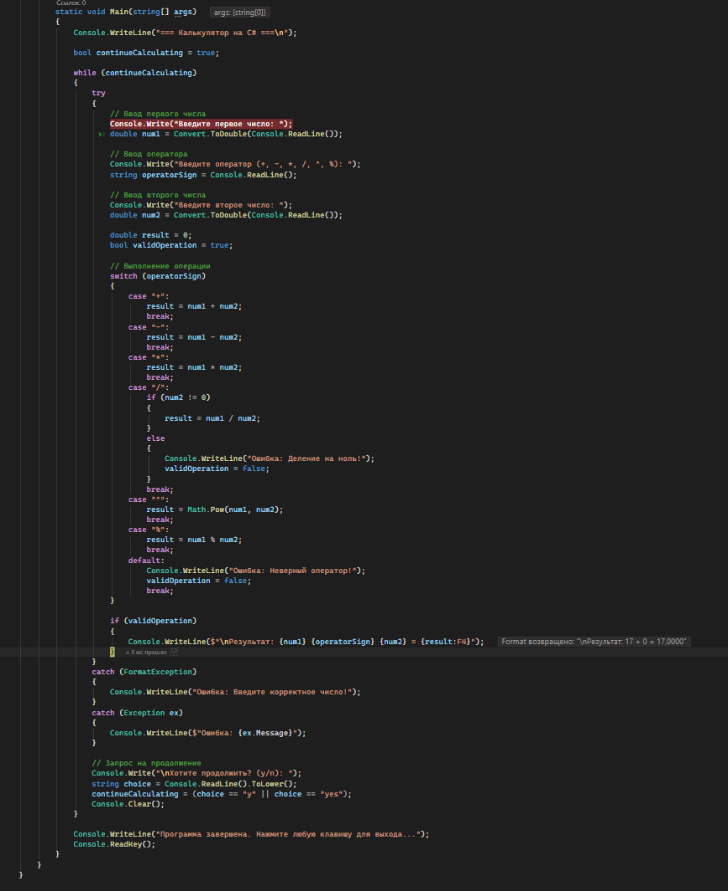 Ссылок: 0
static void Main(string[] args) args: {string[0]}
{
Console.WriteLine("=== Калькулятор на C# ===\n");
bool continueCalculating = true;
while (continueCalculating)
{
try
{
// Ввод первого числа
Console.Write("Введите первое число: ");
double num1 = Convert.ToDouble(Console.ReadLine());
// Ввод оператора
Console.Write("Введите оператор (+, -, *, /, ^, %): ");
string operatorSign = Console.ReadLine();
// Ввод второго числа
Console.Write("Введите второе число: ");
double num2 = Convert.ToDouble(Console.ReadLine());
double result = 0;
bool validOperation = true;
// Выполнение операции
switch (operatorSign)
{
case "+":
result = num1 + num2;
break;
case "-":
result = num1 - num2;
break;
case "*":
result = num1 * num2;
break;
case "/":
if (num2 != 0)
{
result = num1 / num2;
}
else
{
Console.WriteLine("Ошибка: Деление на ноль!");
validOperation = false;
}
break;
case "^":
result = Math.Pow(num1, num2);
break;
case "%":
result = num1 % num2;
break;
default:
Console.WriteLine("Ошибка: Неверный оператор!");
validOperation = false;
break;
}
if (validOperation)
{
Console.WriteLine($"\nРезультат: {num1} {operatorSign} {num2} = {result:F4}"); Format возвращено: "\nРезультат: 17 + 0 = 17,0000"
} ≤ 5 мс прошло
}
catch (FormatException)
{
Console.WriteLine("Ошибка: Введите корректное число!");
}
catch (Exception ex)
{
Console.WriteLine($"Ошибка: {ex.Message}");
}
// Запрос на продолжение
Console.Write("\nХотите продолжить? (y/n): ");
string choice = Console.ReadLine().ToLower();
continueCalculating = (choice == "y" || choice == "yes");
Console.Clear();
}
Console.WriteLine("Программа завершена. Нажмите любую клавишу для выхода...");
Console.ReadKey();
}
}
}